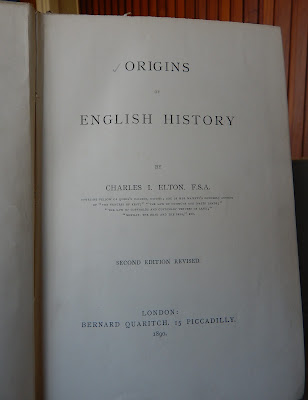 ORIGINS
OF
ENGLISH HISTORY
BY
CHARLES I. ELTON, F.S.A.
SECOND EDITION REVISED
LONDON:
BERNARD QUARITCH, 15 PICCADILLY.
1890.